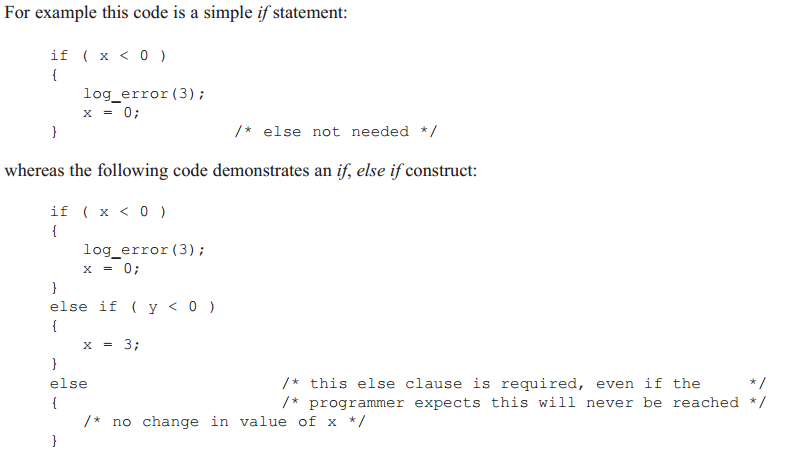 For example this code is a simple if statement:
if ( x < 0 )
{
log_error(3);
x = 0;
} /* else not needed */
whereas the following code demonstrates an if, else if construct:
if ( x < 0 )
{
log_error(3);
x = 0;
}
else if ( y < 0 )
{
x = 3;
}
else /* this else clause is required, even if the */
{ /* programmer expects this will never be reached */
/* no change in value of x */
}